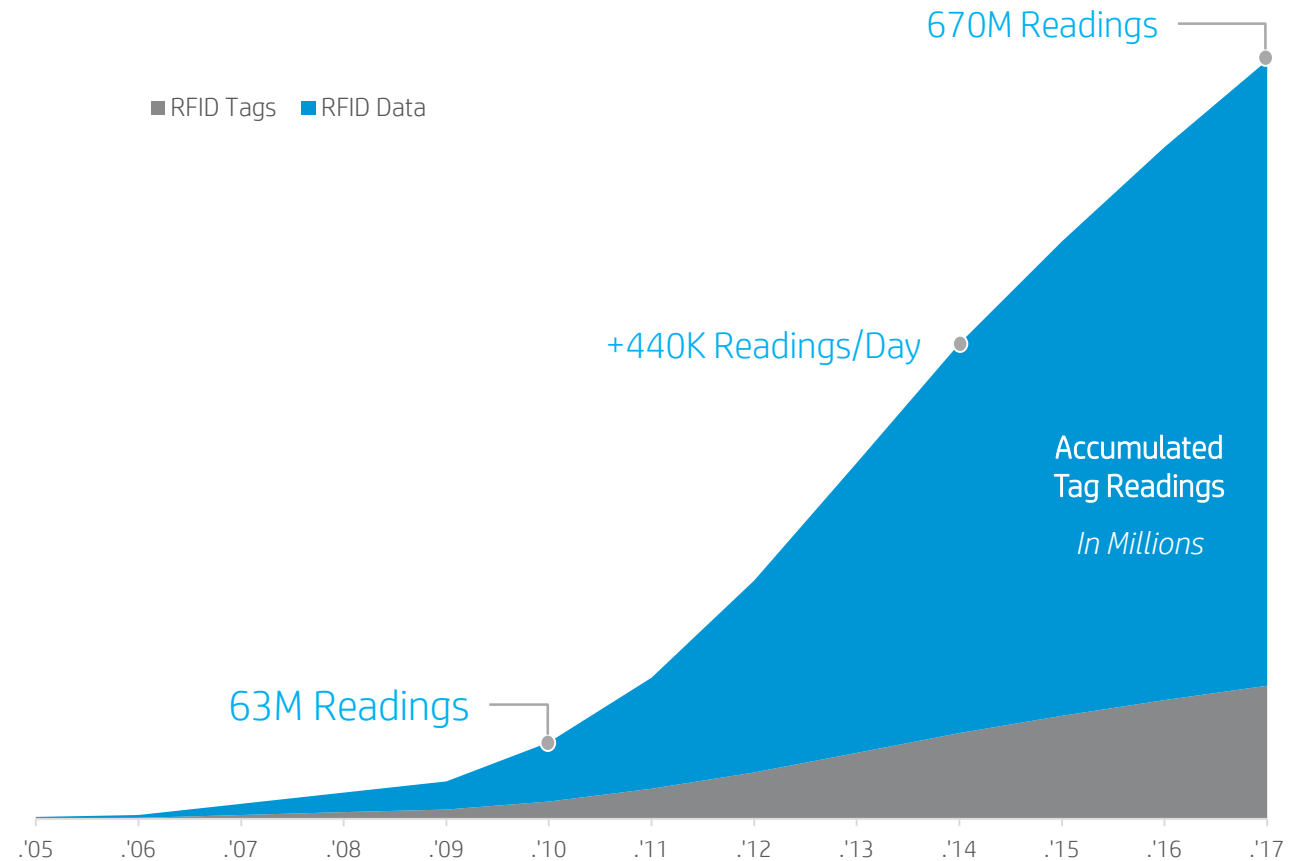 670M Readings
RFID Tags RFID Data
+440K Readings/Day
Accumulated
Tag Readings
In Millions
63M Readings
.'05 .'06 .'07 .'08 .'09 .'10 .'11 .'12 .'13 .'14 .'15 .'16 .'17